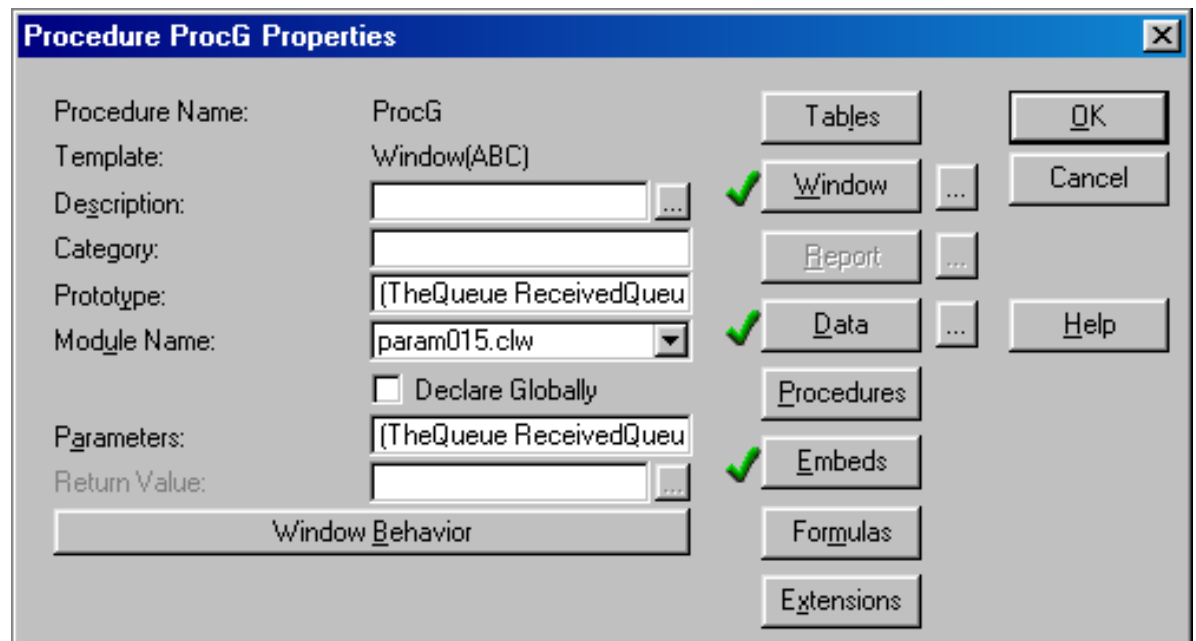 Procedure ProcG Properties
Procedure Name: ProcG
Template: Window(ABC)
Description: ...
Category:
Prototype: (TheQueue ReceivedQueu
Module Name: param015.clw
Declare Globally
Parameters: (TheQueue ReceivedQueu
Return Value: ...
Window Behavior
Tables
Window ...
Report ...
Data ...
Procedures
Embeds
Formulas
Extensions
OK
Cancel
Help